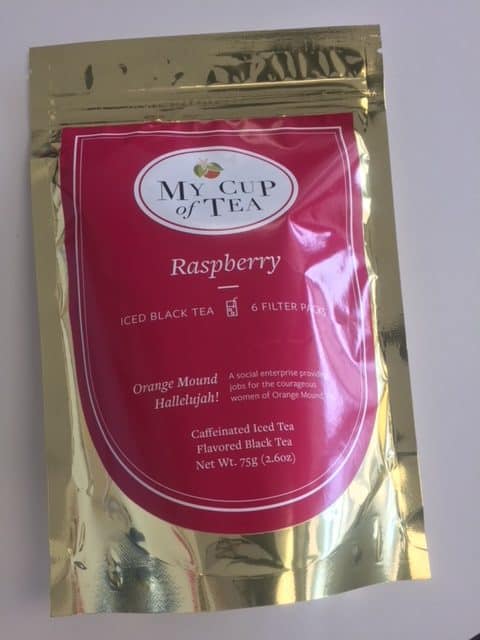 MY CUP
of TEA
Raspberry
ICED BLACK TEA 6 FILTER PACKS
Orange Mound
Hallelujah!
A social enterprise providing
jobs for the courageous
women of Orange Mound
Caffeinated Iced Tea
Flavored Black Tea
Net Wt. 75g (2.6oz)